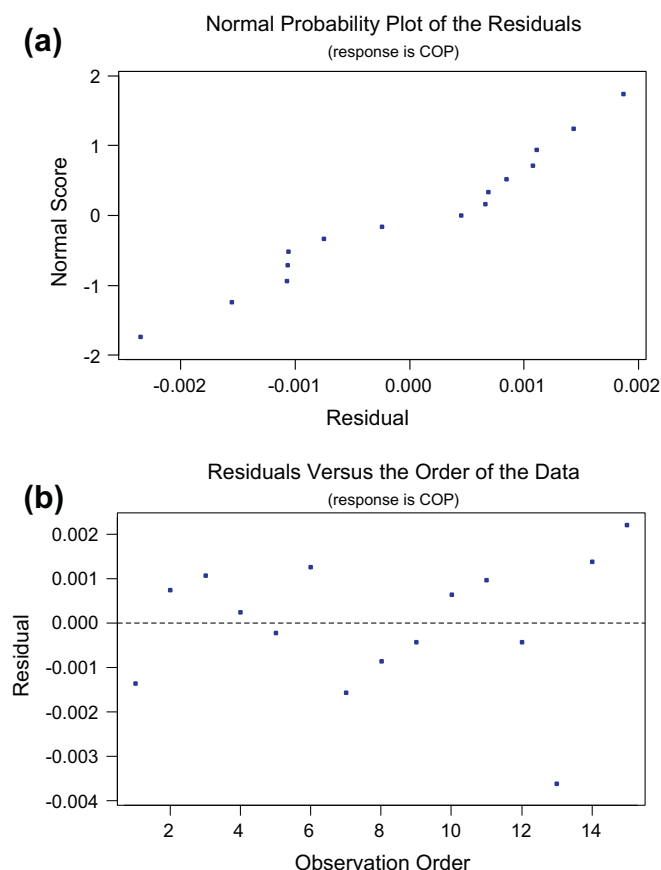 (a)
Normal Probability Plot of the Residuals
(response is COP)
2
1
0
-1
-2
Normal Score
-0.002 -0.001 0.000 0.001 0.002
Residual
(b)
Residuals Versus the Order of the Data
(response is COP)
0.002
0.001
0.000
-0.001
-0.002
-0.003
-0.004
Residual
2 4 6 8 10 12 14
Observation Order